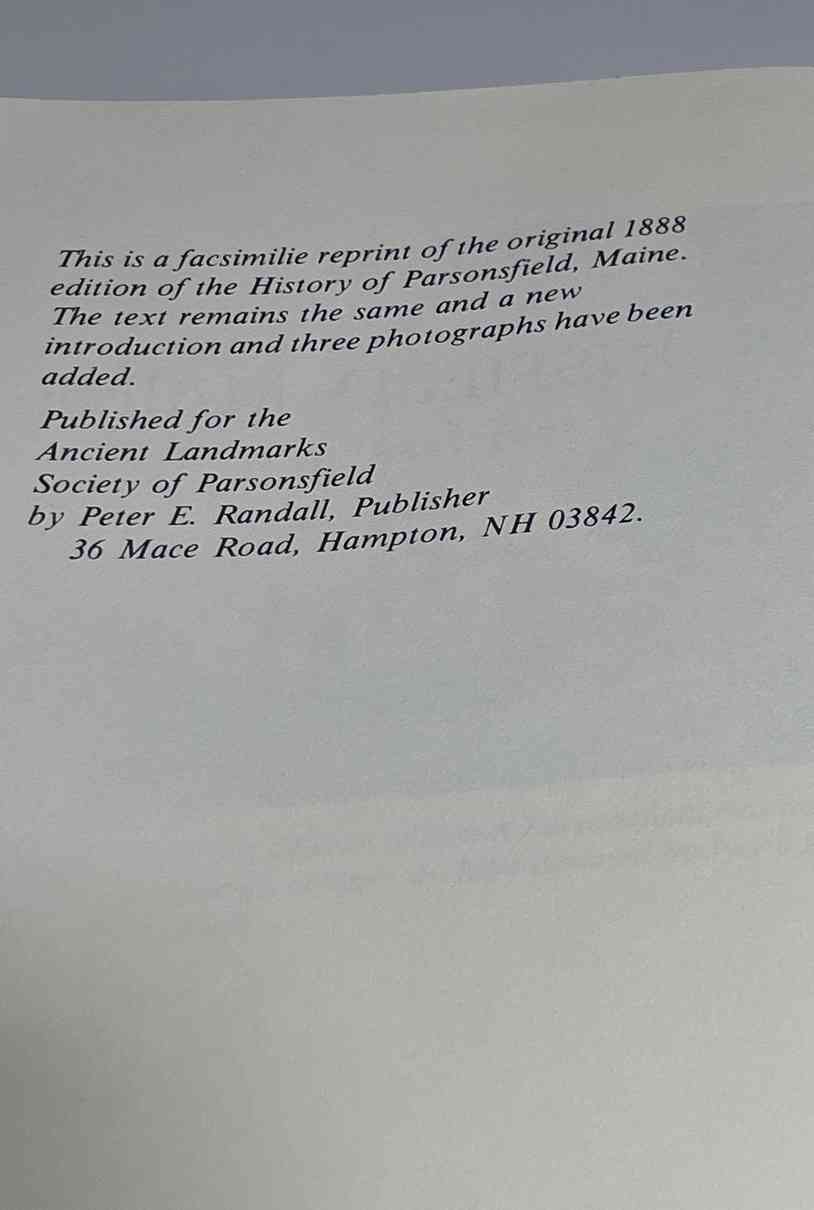 This is a facsimilie reprint of the original 1888
edition of the History of Parsonsfield, Maine.
The text remains the same and a new
introduction and three photographs have been
added.
Published for the
Ancient Landmarks
Society of Parsonsfield
by Peter E. Randall, Publisher
36 Mace Road, Hampton, NH 03842.